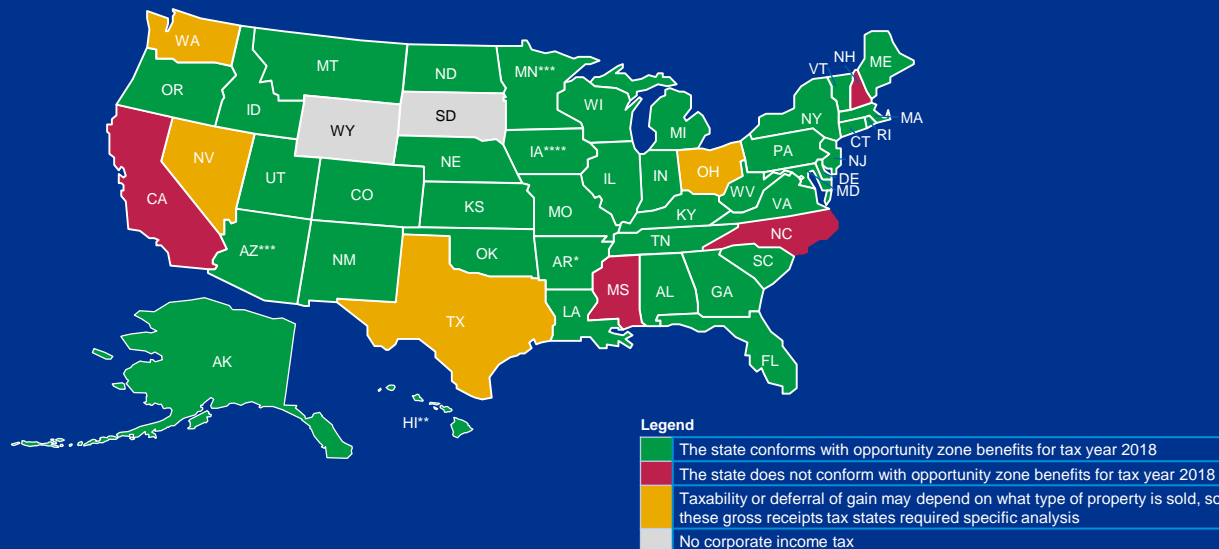 WA
OR
CA
NV
ID
MT
WY
UT
AZ***
CO
NM
ND
SD
NE
KS
OK
TX
MN***
IA****
MO
AR*
LA
WI
IL
MI
IN
OH
KY
TN
MS
AL
GA
FL
SC
NC
VA
WV
PA
NY
VT
NH
ME
MA
RI
CT
NJ
DE
MD
AK
HI**
Legend
The state conforms with opportunity zone benefits for tax year 2018
The state does not conform with opportunity zone benefits for tax year 2018
Taxability or deferral of gain may depend on what type of property is sold, so
these gross receipts tax states required specific analysis
No corporate income tax